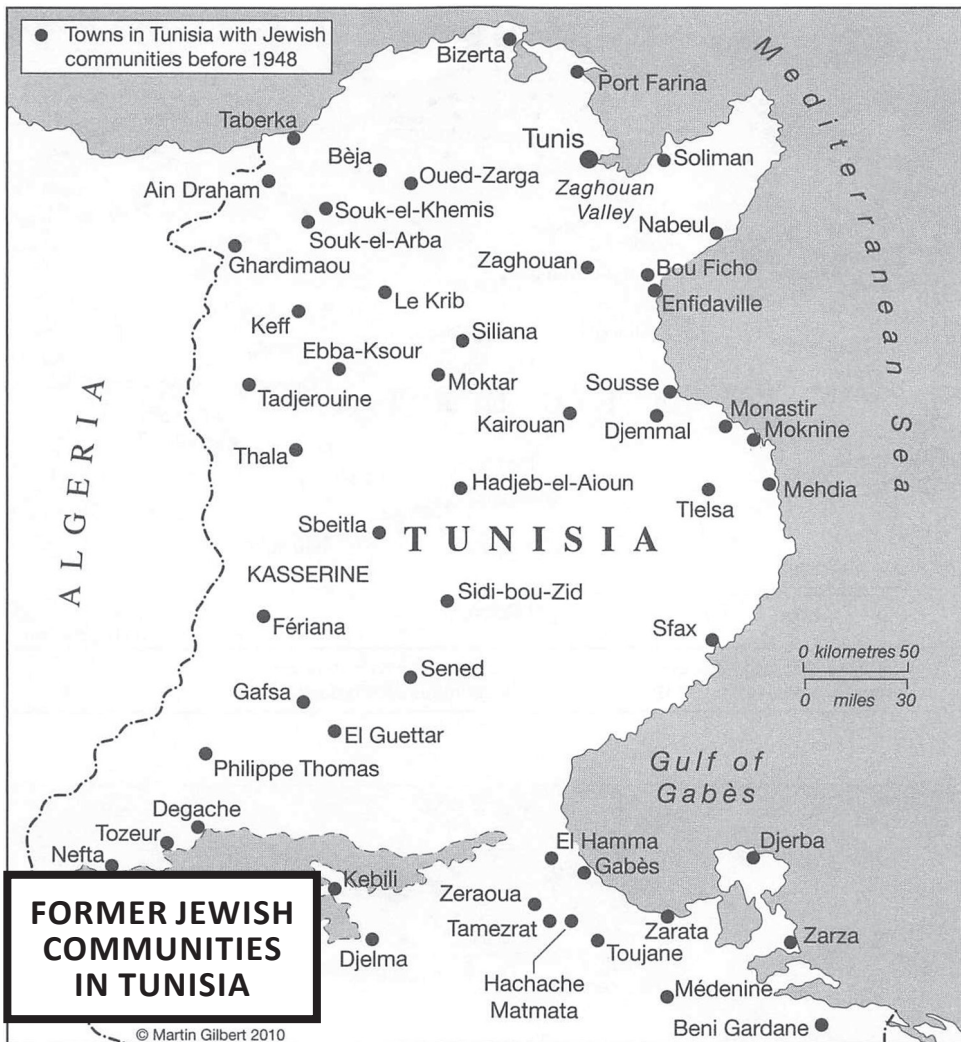 Towns in Tunisia with Jewish
communities before 1948
Bizerta
Port Farina
Mediterranean Sea
Taberka
Tunis
Bèja
Soliman
Oued-Zarga
Ain Draham
Zaghouan
Valley
Souk-el-Khemis
Souk-el-Arba
Nabeul
Ghardimaou
Zaghouan
Bou Ficho
Le Krib
Enfidaville
Keff
Siliana
Ebba-Ksour
Moktar
Sousse
Tadjerouine
Monastir
Kairouan
Djemmal
Moknine
ALGERIA
Thala
Hadjeb-el-Aioun
Mehdia
Tlelsa
Sbeitla
TUNISIA
KASSERINE
Sidi-bou-Zid
Fériana
Sfax
0 kilometres 50
0 miles 30
Sened
Gafsa
El Guettar
Philippe Thomas
Gulf of
Gabès
Degache
Tozeur
El Hamma
Djerba
Nefta
Gabès
Kebili
Zeraoua
Tamezrat
Zarata
Zarza
Djelma
Toujane
Hachache
Matmata
Médenine
Beni Gardane
FORMER JEWISH
COMMUNITIES
IN TUNISIA
© Martin Gilbert 2010